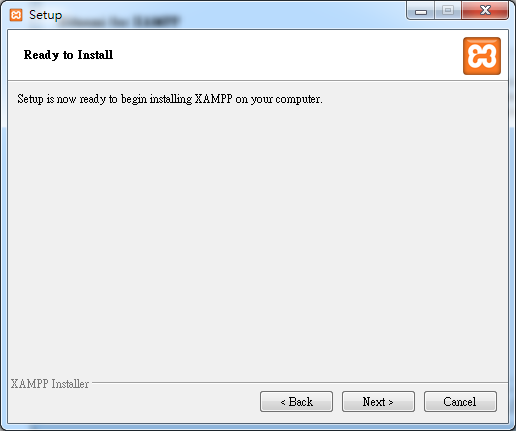 Setup
Ready to Install
Setup is now ready to begin installing XAMPP on your computer.
XAMPP Installer
< Back
Next >
Cancel